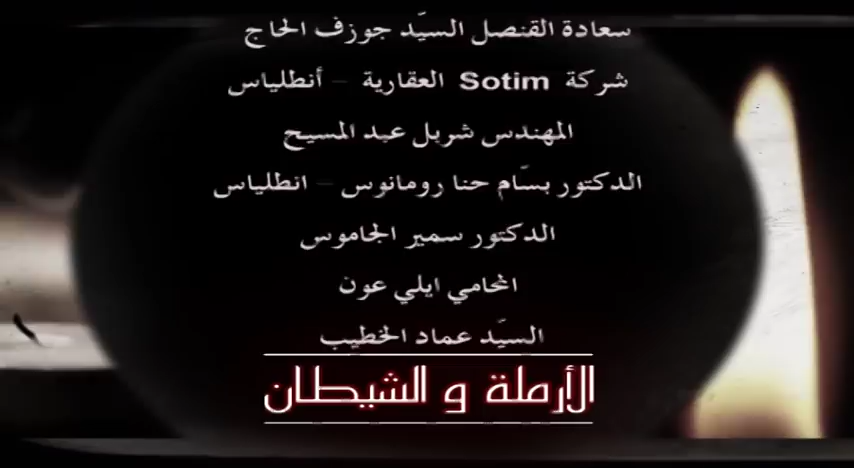 سعادة القنصل السيّد جوزف الحاج
شركة Sotim العقارية – أنطلياس
المهندس شربل عبد المسيح
الدكتور بسّام حنا رومانوس – انطلياس
الدكتور سمير الجاموس
المحامي ايلي عون
السيّد عماد الخطيب
الأرملة و الشيطان